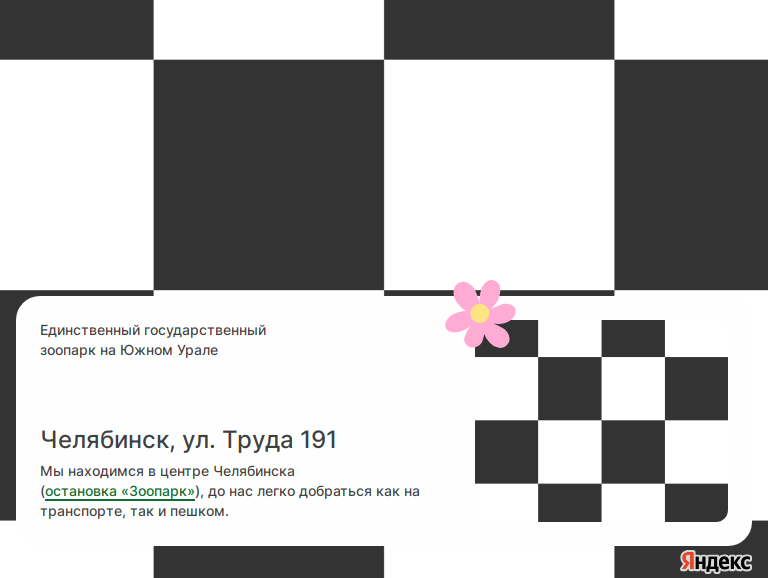 Единственный государственный
зоопарк на Южном Урале
Челябинск, ул. Труда 191
Мы находимся в центре Челябинска
(остановка «Зоопарк»), до нас легко добраться как на
транспорте, так и пешком.
Яндекс